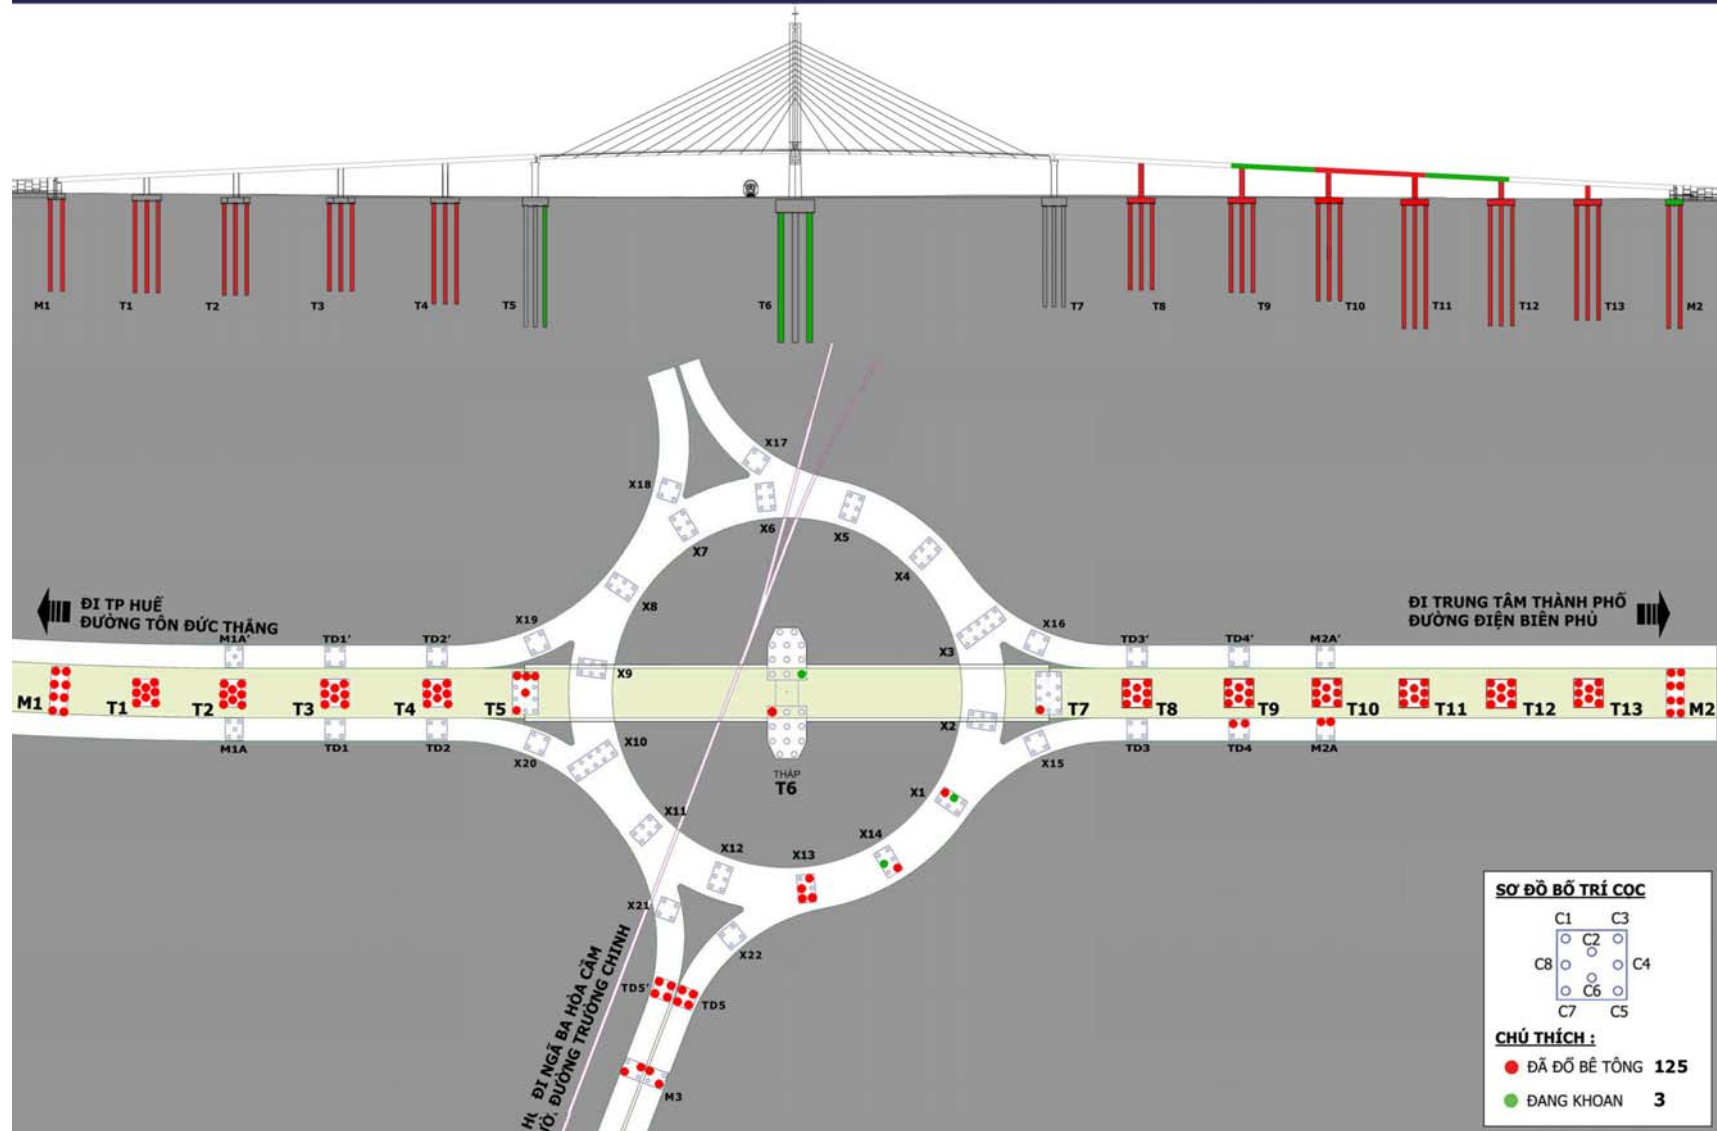 M1
T1
T2
T3
T4
T5
T6
T7
T8
T9
T10
T11
T12
T13
M2
X17
X18
X6
X5
X7
X4
X8
ĐI TP HUẾ
ĐƯỜNG TÔN ĐỨC THẮNG
ĐI TRUNG TÂM THÀNH PHỐ
ĐƯỜNG ĐIỆN BIÊN PHỦ
M1A'
TD1'
TD2'
X19
X3
X16
TD3'
TD4'
M2A'
X9
M1
T1
T2
T3
T4
T5
T7
T8
T9
T10
T11
T12
T13
M2
X2
M1A
TD1
TD2
X20
X10
X15
TD3
TD4
M2A
THÁP
T6
X1
X11
X14
X12
X13
X21
X22
TD5'
TD5
M3
ĐI NGÃ BA HÒA CẦM
ĐƯỜNG TRƯỜNG CHINH
SƠ ĐỒ BỐ TRÍ CỌC
C1 C3
C2
C8 C4
C6
C7 C5
CHÚ THÍCH :
ĐÃ ĐỔ BÊ TÔNG 125
ĐANG KHOAN 3